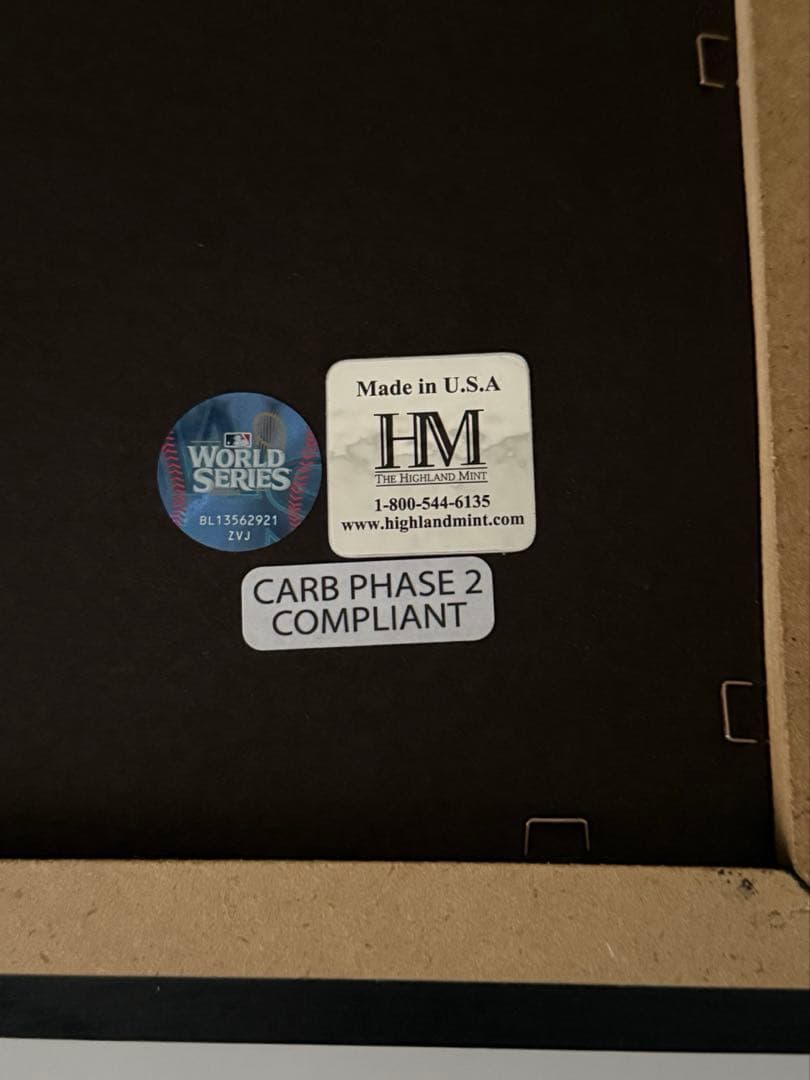 WORLD
SERIES
BL13562921
ZVJ
Made in U.S.A
HM
THE HIGHLAND MINT
1-800-544-6135
www.highlandmint.com
CARB PHASE 2
COMPLIANT